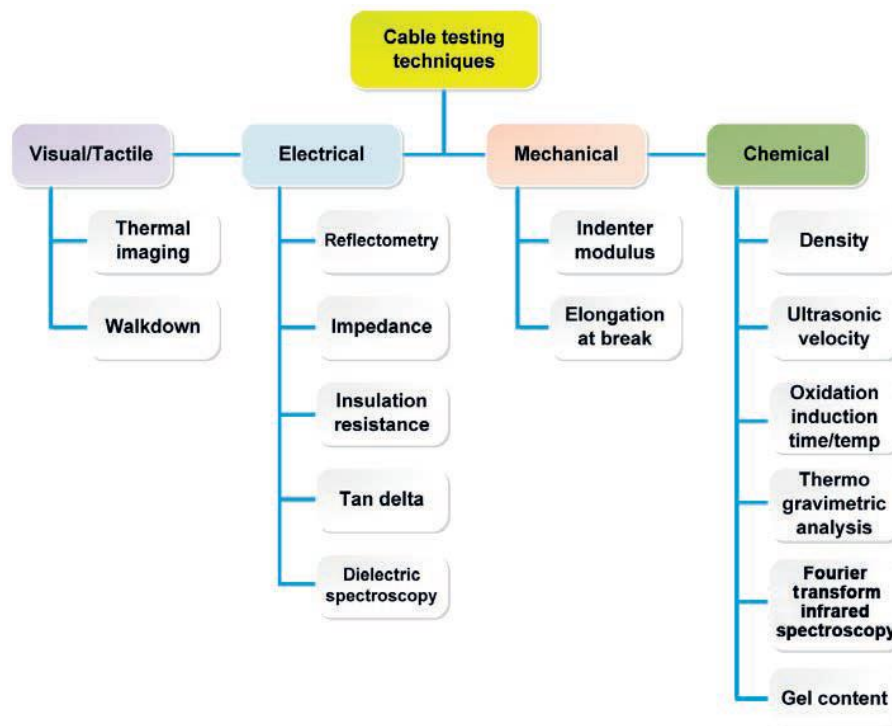 Cable testing
techniques
Visual/Tactile
Electrical
Mechanical
Chemical
Thermal
imaging
Walkdown
Reflectometry
Impedance
Insulation
resistance
Tan delta
Dielectric
spectroscopy
Indenter
modulus
Elongation
at break
Density
Ultrasonic
velocity
Oxidation
induction
time/temp
Thermo
gravimetric
analysis
Fourier
transform
infrared
spectroscopy
Gel content